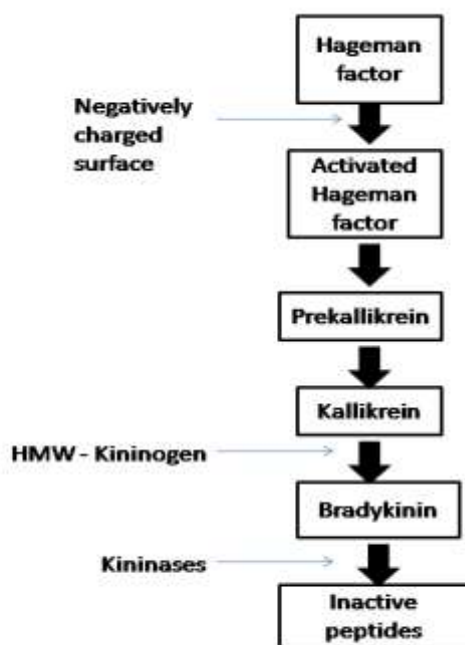 Hageman
factor
Negatively
charged
surface
Activated
Hageman
factor
Prekallikrein
Kallikrein
HMW - Kininogen
Bradykinin
Kininases
Inactive
peptides